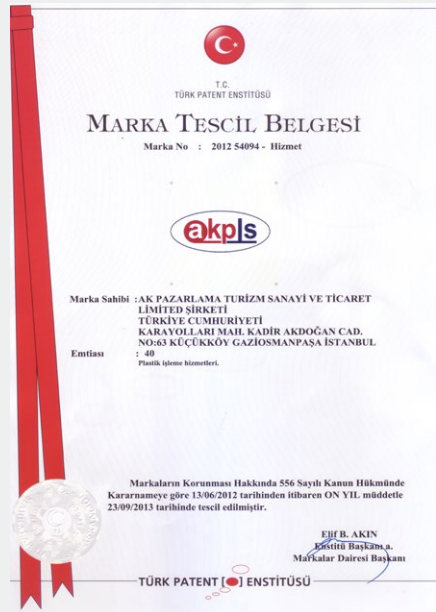 T.C.
TÜRK PATENT ENSTİTÜSÜ
MARKA TESCİL BELGESİ
Marka No : 2012 54094 - Hizmet
akpls
Marka Sahibi : AK PAZARLAMA TURİZM SANAYİ VE TİCARET
LİMİTED ŞİRKETİ
TÜRKİYE CUMHURİYETİ
KARAYOLLARI MAH. KADİR AKDOĞAN CAD.
NO:63 KÜÇÜKKÖY GAZİOSMANPAŞA İSTANBUL
Emtiası : 40
Plastik işleme hizmetleri.
Markaların Korunması Hakkında 556 Sayılı Kanun Hükmünde
Kararnameye göre 13/06/2012 tarihinden itibaren ON YIL müddetle
23/09/2013 tarihinde tescil edilmiştir.
Elif B. AKIN
Enstitü Başkanı a.
Markalar Dairesi Başkanı
TÜRK PATENT ENSTİTÜSÜ